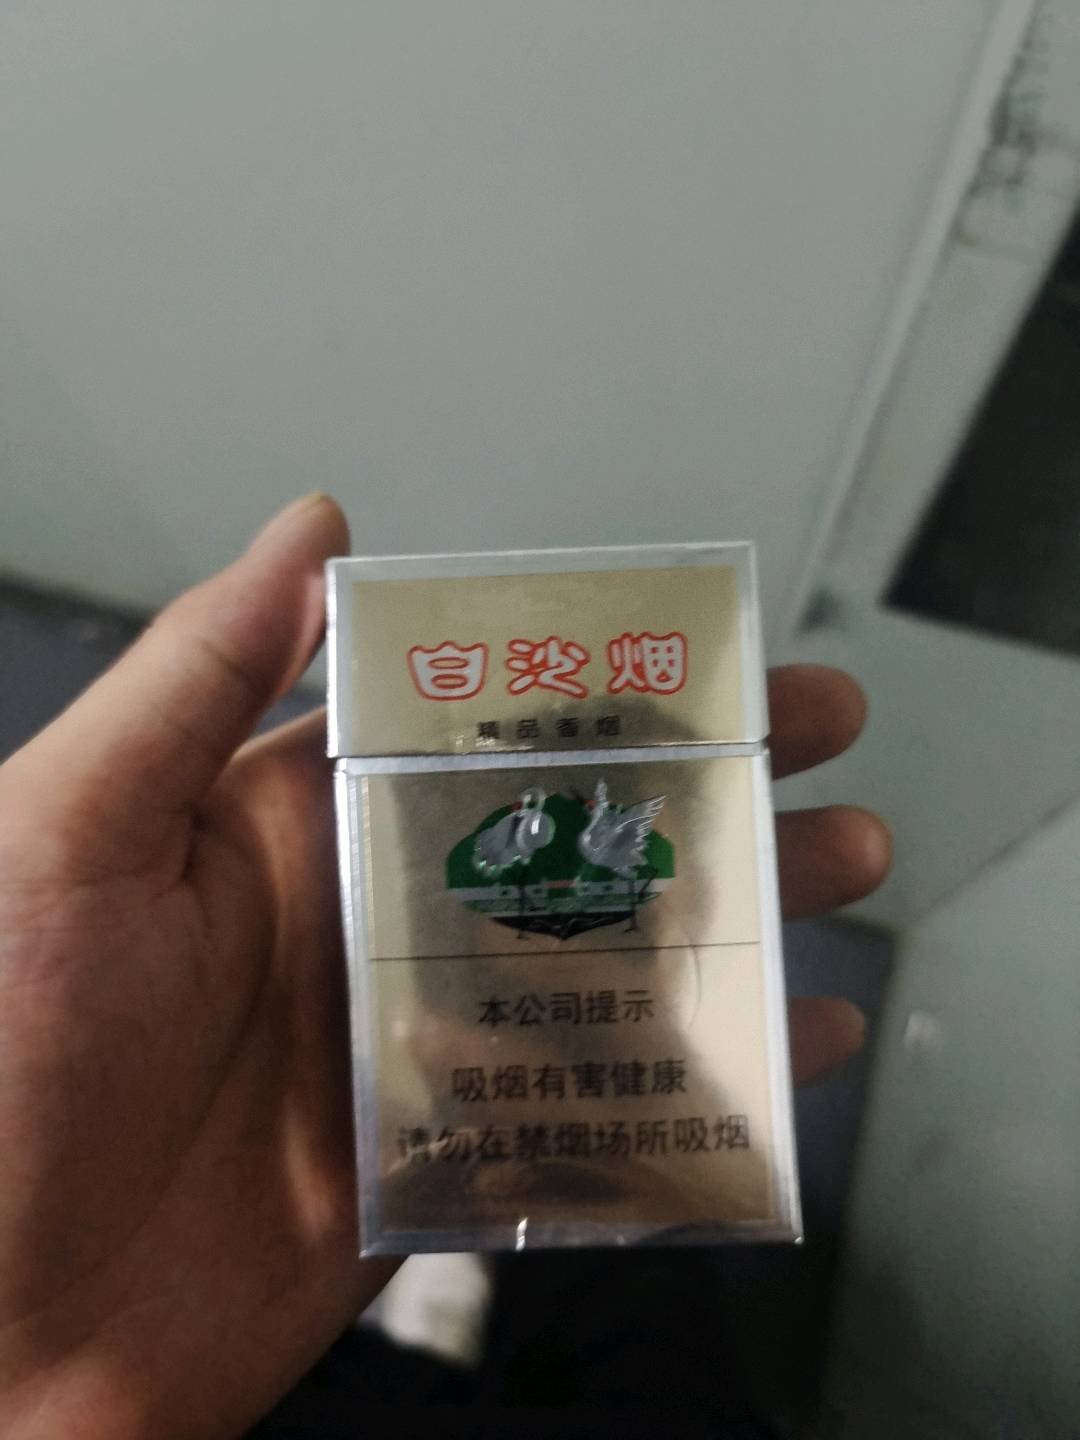 白沙烟
精品香烟
本公司提示
吸烟有害健康
请勿在禁烟场所吸烟